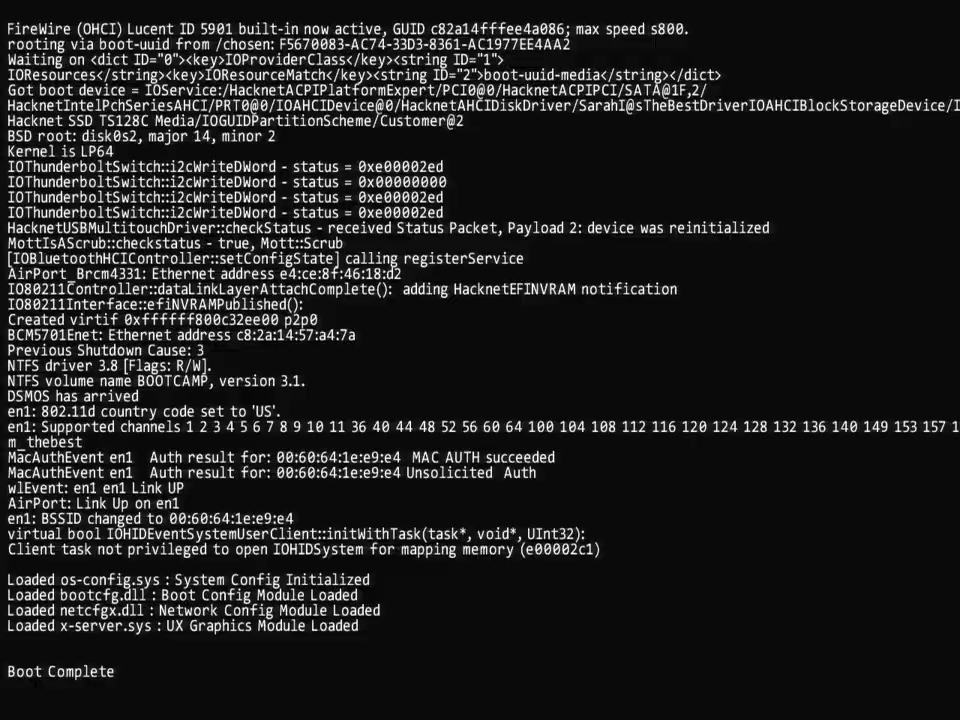 FireWire (OHCI) Lucent ID 5901 built-in now active, GUID c82a14fffee4a086; max speed s800.
rooting via boot-uuid from /chosen: F5670083-AC74-33D3-8361-AC1977EE4AA2
Waiting on <dict ID="0"><key>IOProviderClass</key><string ID="1">
IOResources</string><key>IOResourceMatch</key><string ID="2">boot-uuid-media</string></dict>
Got boot device = IOService:/HacknetACPIPlatformExpert/PCI0@0/HacknetACPIPCI/SATA@1F,2/
HacknetIntelPchSeriesAHCI/PRT0@0/IOAHCIDevice@0/HacknetAHCIDiskDriver/SarahI@sTheBestDriverIOAHCIBlockStorageDevice/I
Hacknet SSD TS128C Media/IOGUIDPartitionScheme/Customer@2
BSD root: disk0s2, major 14, minor 2
Kernel is LP64
IOThunderboltSwitch::i2cWriteDWord - status = 0xe00002ed
IOThunderboltSwitch::i2cWriteDWord - status = 0x00000000
IOThunderboltSwitch::i2cWriteDWord - status = 0xe00002ed
IOThunderboltSwitch::i2cWriteDWord - status = 0xe00002ed
HacknetUSBMultitouchDriver::checkStatus - received Status Packet, Payload 2: device was reinitialized
MottIsAScrub::checkstatus - true, Mott::Scrub
[IOBluetoothHCIController::setConfigState] calling registerService
AirPort_Brcm4331: Ethernet address e4:ce:8f:46:18:d2
IO80211Controller::dataLinkLayerAttachComplete():  adding HacknetEFINVRAM notification
IO80211Interface::efiNVRAMPublished():
Created virtif 0xffffff800c32ee00 p2p0
BCM5701Enet: Ethernet address c8:2a:14:57:a4:7a
Previous Shutdown Cause: 3
NTFS driver 3.8 [Flags: R/W].
NTFS volume name BOOTCAMP, version 3.1.
DSMOS has arrived
en1: 802.11d country code set to 'US'.
en1: Supported channels 1 2 3 4 5 6 7 8 9 10 11 36 40 44 48 52 56 60 64 100 104 108 112 116 120 124 128 132 136 140 149 153 157 1
m_thebest
MacAuthEvent en1   Auth result for: 00:60:64:1e:e9:e4  MAC AUTH succeeded
MacAuthEvent en1   Auth result for: 00:60:64:1e:e9:e4 Unsolicited  Auth
wlEvent: en1 en1 Link UP
AirPort: Link Up on en1
en1: BSSID changed to 00:60:64:1e:e9:e4
virtual bool IOHIDEventSystemUserClient::initWithTask(task*, void*, UInt32):
Client task not privileged to open IOHIDSystem for mapping memory (e00002c1)
Loaded os-config.sys : System Config Initialized
Loaded bootcfg.dll : Boot Config Module Loaded
Loaded netcfgx.dll : Network Config Module Loaded
Loaded x-server.sys : UX Graphics Module Loaded
Boot Complete